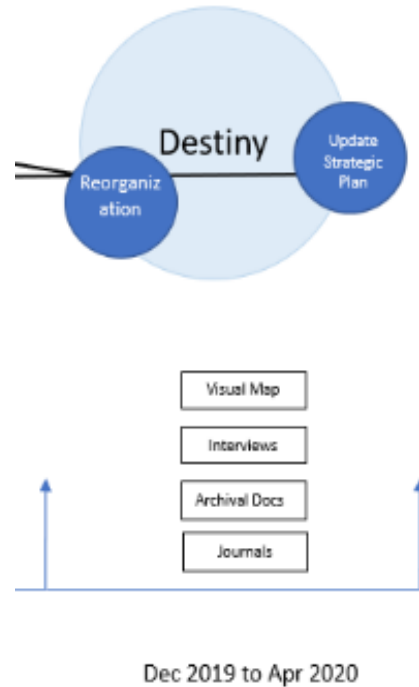 Destiny
Update
Strategic
Plan
Reorganiz
ation
Visual Map
Interviews
Archival Docs
Journals
Dec 2019 to Apr 2020